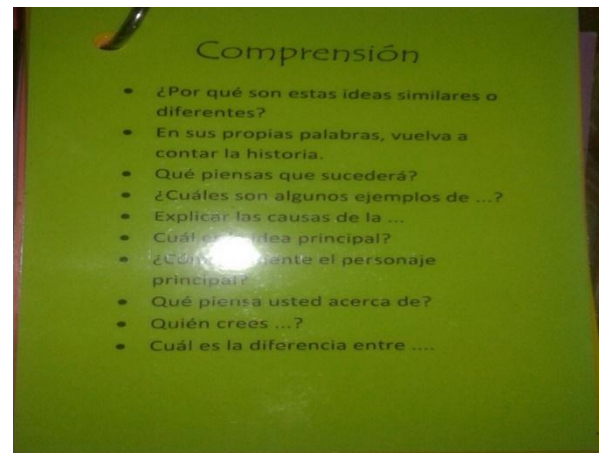 Comprensión
• ¿Por qué son estas ideas similares o
diferentes?
• En sus propias palabras, vuelva a
contar la historia.
• Qué piensas que sucederá?
• ¿Cuáles son algunos ejemplos de ...?
• Explicar las causas de la ...
• Cuál idea principal?
• el personaje
principal?
• Qué piensa usted acerca de?
• Quién crees ...?
• Cuál es la diferencia entre ....